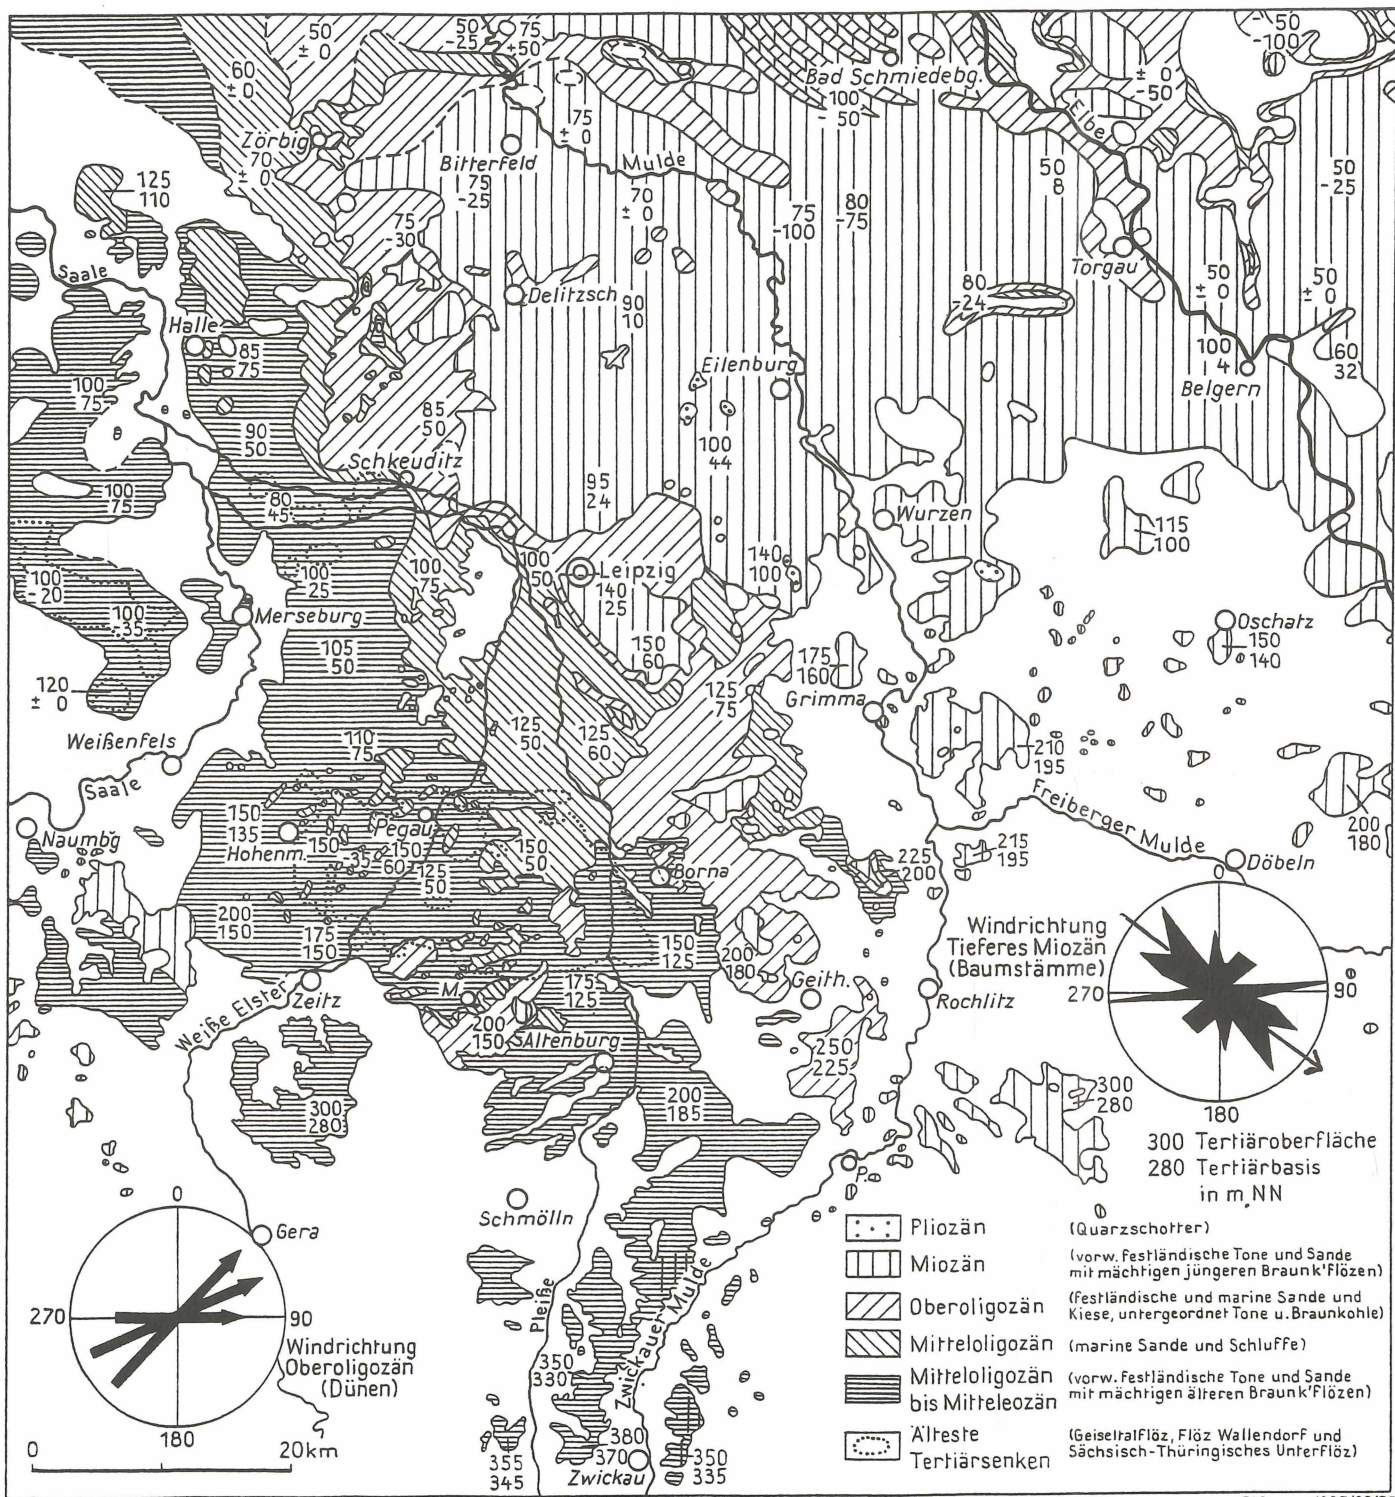 50
± 0
50
-25
75
+50
60
± 0
Bad Schmiedebg.
100
- 50
50
-100
± 0
-50
Elbe
Zörbig
70
± 0
75
± 0
Bitterfeld
75
-25
Mulde
70
± 0
50
8
50
-25
125
110
75
-30
75
-100
80
-75
Saale
Torgau
Delitzsch
90
10
80
-24
50
± 0
50
± 0
Halle
85
75
100
4
Belgern
60
32
100
75
Eilenburg
85
50
90
50
100
44
Schkeuditz
100
75
80
45
95
24
Wurzen
115
100
100
-20
100
25
100
75
100
50
Leipzig
140
25
140
100
100
-35
Merseburg
Oschatz
150
140
105
50
150
60
175
160
120
± 0
125
75
Grimma
125
50
125
60
Weißenfels
110
75
210
195
Saale
Freiberger Mulde
200
180
Naumbg
150
135
Hohenm.
150
-35
Pegau
150
60
125
50
150
50
Borna
225
200
215
195
Döbeln
200
150
175
150
150
125
200
180
Geith.
Rochlitz
Zeitz
Weiße Elster
M.
175
125
200
150
Altenburg
250
225
300
280
200
185
300
280
P.
Schmölln
Gera
Pleiße
Zwickauer Mulde
350
330
355
345
380
370
Zwickau
350
335
Windrichtung
Tieferes Miozän
(Baumstämme)
0
270
90
180
300 Tertiäroberfläche
280 Tertiärbasis
in m NN
0
270
90
180
Windrichtung
Oberoligozän
(Dünen)
0
20km
Pliozän (Quarzschotter)
Miozän (vorw. festländische Tone und Sande
mit mächtigen jüngeren Braunk'flözen)
Oberoligozän (Festländische und marine Sande und
Kiese, untergeordnet Tone u. Braunkohle)
Mitteloligozän (marine Sande und Schluffe)
Mitteloligozän (vorw. festländische Tone und Sande
bis Mitteleozän mit mächtigen älteren Braunk'flözen)
Älteste (Geiseltalflöz, Flöz Wallendorf und
Tertiärsenken Sächsisch-Thüringisches Unterflöz)